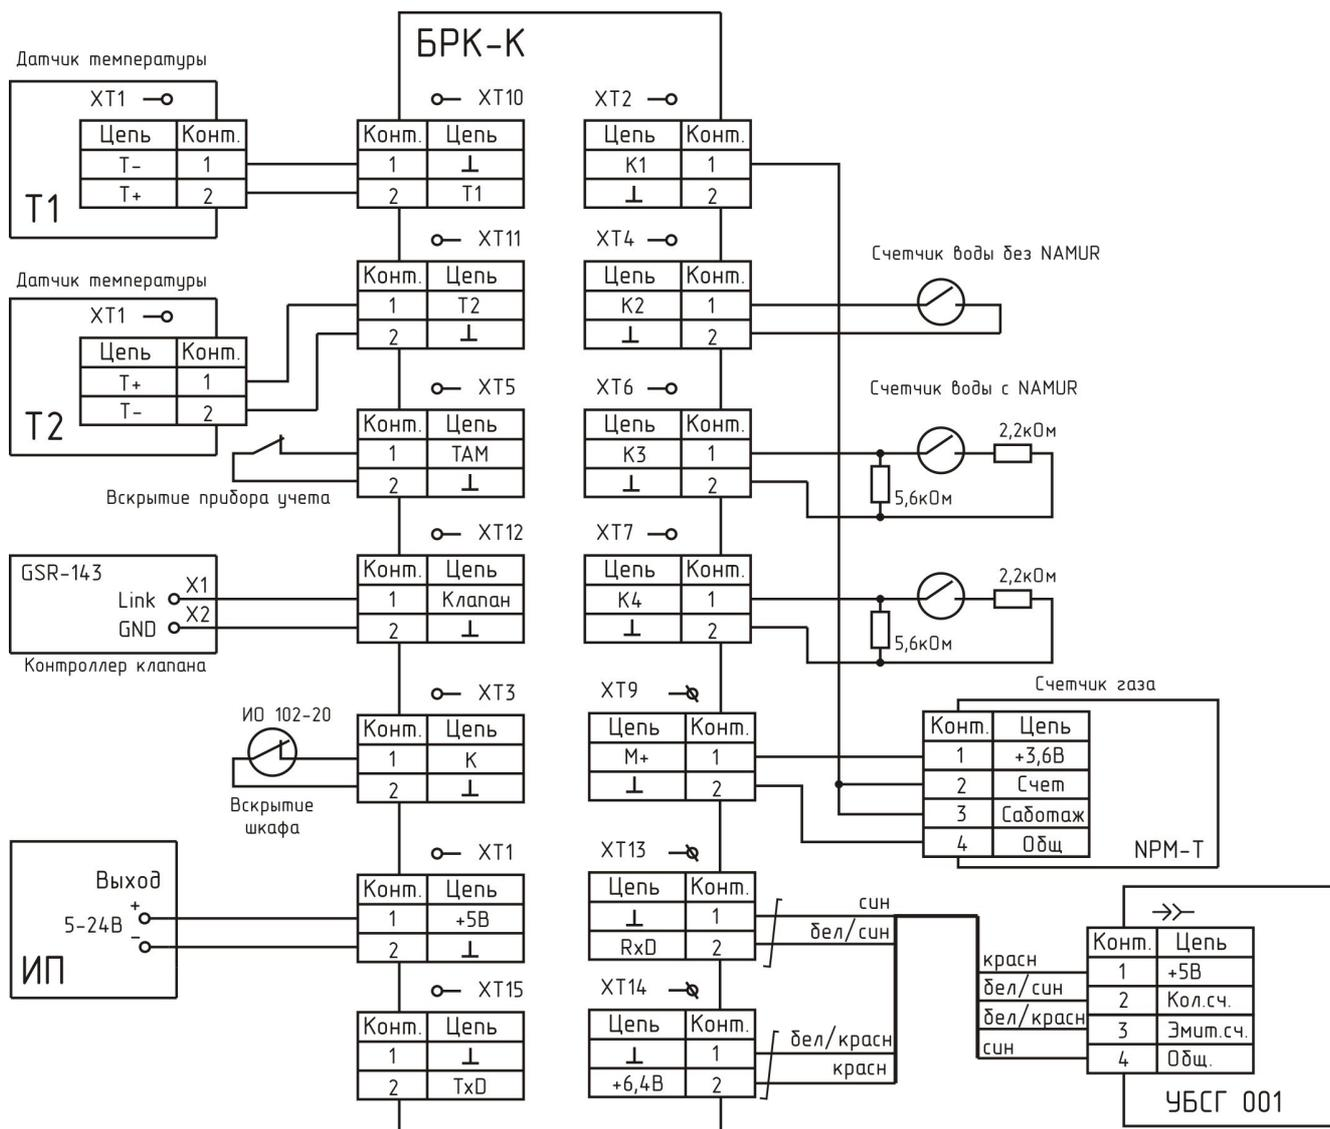 БРК-К
Датчик температуры
XT1
Цепь Конт.
T- 1
T+ 2
T1
XT10
Конт. Цепь
1 ⊥
2 T1
XT2
Цепь Конт.
K1 1
⊥ 2
Датчик температуры
XT1
Цепь Конт.
T+ 1
T- 2
T2
XT11
Конт. Цепь
1 T2
2 ⊥
XT4
Цепь Конт.
K2 1
⊥ 2
Счетчик воды без NAMUR
XT5
Конт. Цепь
1 TAM
2 ⊥
Вскрытие прибора учета
XT6
Цепь Конт.
K3 1
⊥ 2
Счетчик воды с NAMUR
2,2кОм
5,6кОм
GSR-143
Link X1
GND X2
Контроллер клапана
XT12
Конт. Цепь
1 Клапан
2 ⊥
XT7
Цепь Конт.
K4 1
⊥ 2
2,2кОм
5,6кОм
ИО 102-20
Вскрытие
шкафа
XT3
Конт. Цепь
1 K
2 ⊥
XT9
Цепь Конт.
M+ 1
⊥ 2
Счетчик газа
Конт. Цепь
1 +3,6В
2 Счет
3 Саботаж
4 Общ
NPM-T
Выход
5-24В
+
-
ИП
XT1
Конт. Цепь
1 +5В
2 ⊥
XT13
Цепь Конт.
⊥ 1
RxD 2
син
бел/син
XT15
Конт. Цепь
1 ⊥
2 TxD
XT14
Цепь Конт.
⊥ 1
+6,4В 2
бел/красн
красн
красн
бел/син
бел/красн
син
Конт. Цепь
1 +5В
2 Кол.сч.
3 Эмит.сч.
4 Общ.
УБСГ 001